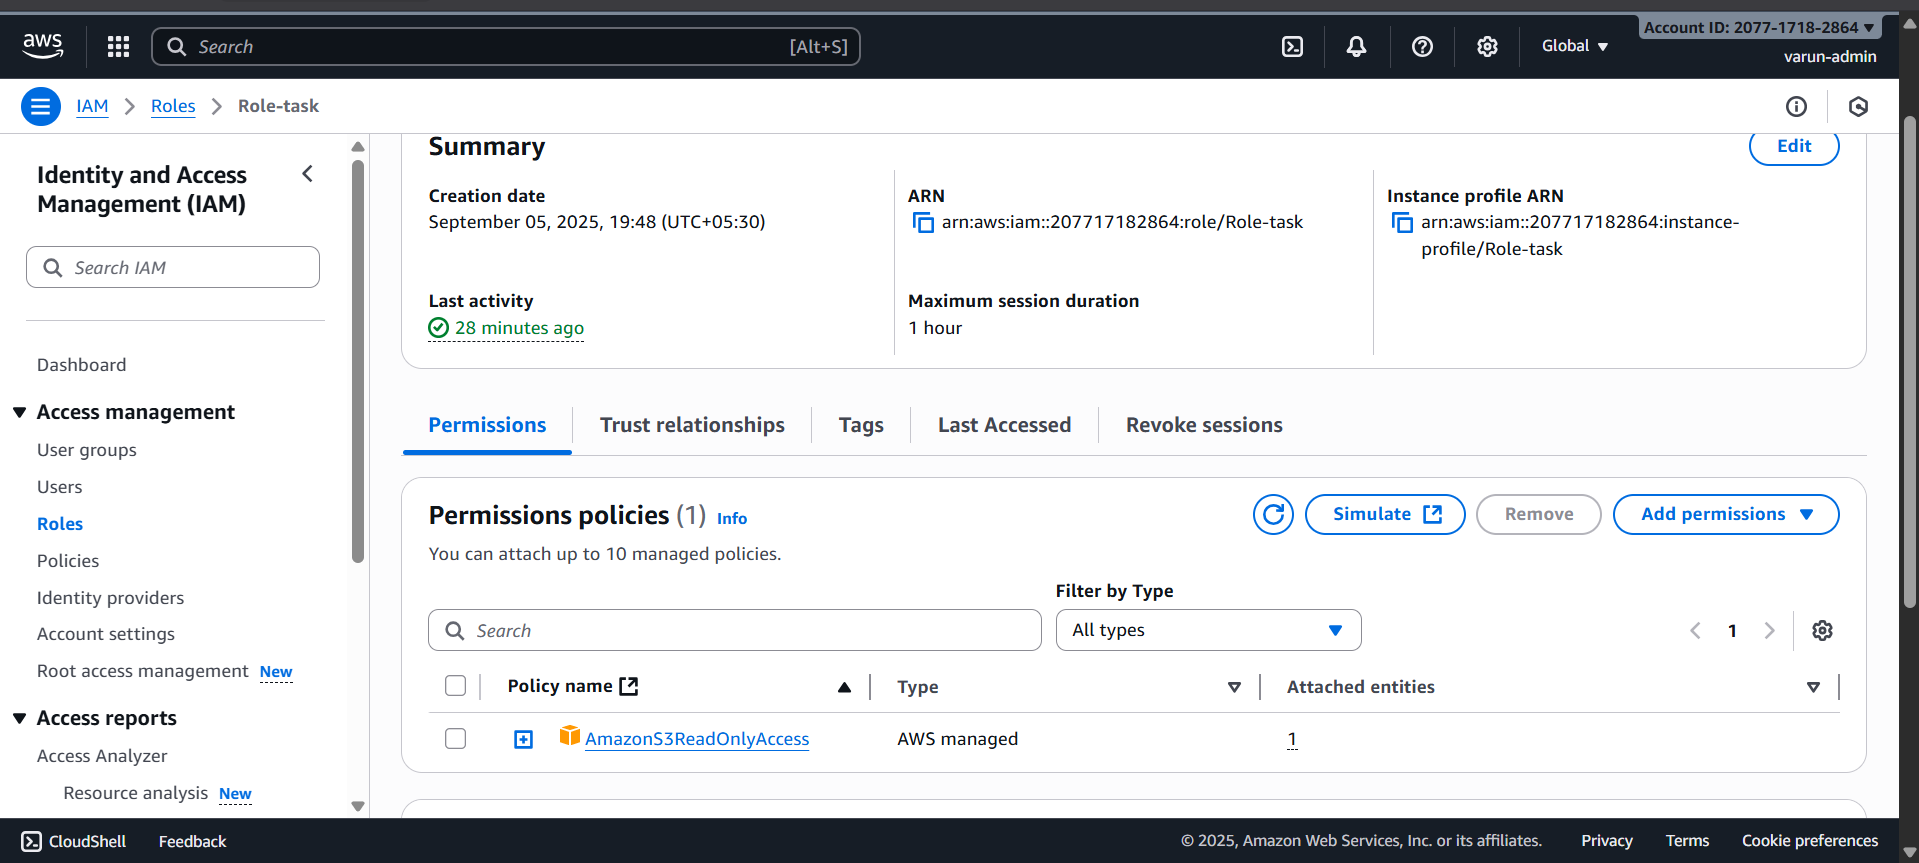 aws
Search
[Alt+S]
Global
Account ID: 2077-1718-2864
varun-admin
IAM
Roles
Role-task
Identity and Access
Management (IAM)
Search IAM
Dashboard
Access management
User groups
Users
Roles
Policies
Identity providers
Account settings
Root access management New
Access reports
Access Analyzer
Resource analysis New
Summary
Edit
Creation date
September 05, 2025, 19:48 (UTC+05:30)
ARN
arn:aws:iam::207717182864:role/Role-task
Instance profile ARN
arn:aws:iam::207717182864:instance-
profile/Role-task
Last activity
28 minutes ago
Maximum session duration
1 hour
Permissions
Trust relationships
Tags
Last Accessed
Revoke sessions
Permissions policies (1) Info
Simulate
Remove
Add permissions
You can attach up to 10 managed policies.
Filter by Type
Search
All types
1
Policy name
Type
Attached entities
AmazonS3ReadOnlyAccess
AWS managed
1
CloudShell
Feedback
© 2025, Amazon Web Services, Inc. or its affiliates.
Privacy
Terms
Cookie preferences